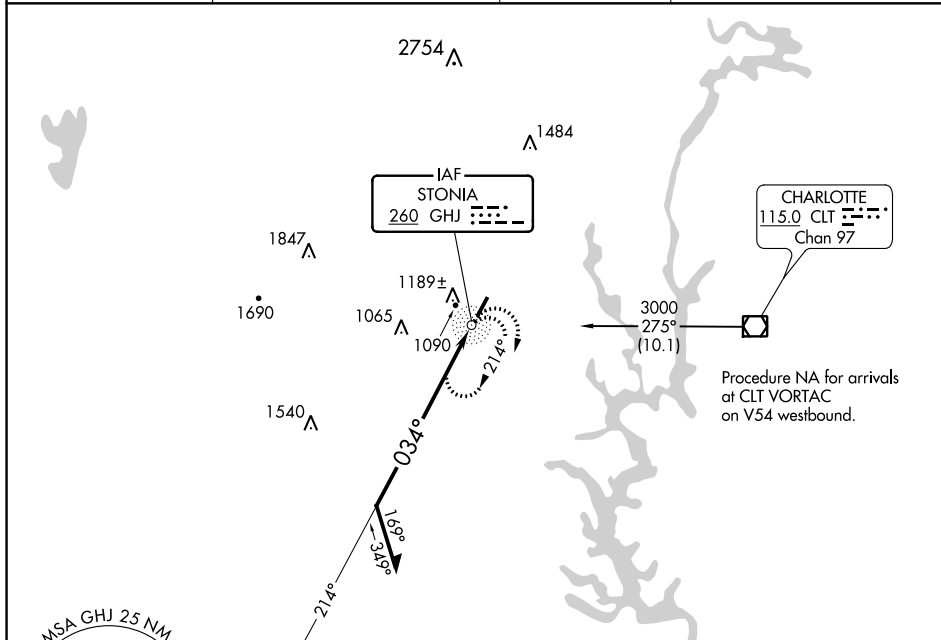 2754
1484
IAF
STONIA
260 GHJ
CHARLOTTE
115.0 CLT
Chan 97
1847
1189±
1690
1065
1090
214°
3000
275°
(10.1)
Procedure NA for arrivals
at CLT VORTAC
on V54 westbound.
1540
034°
169°
349°
214°
MSA GHJ 25 NM